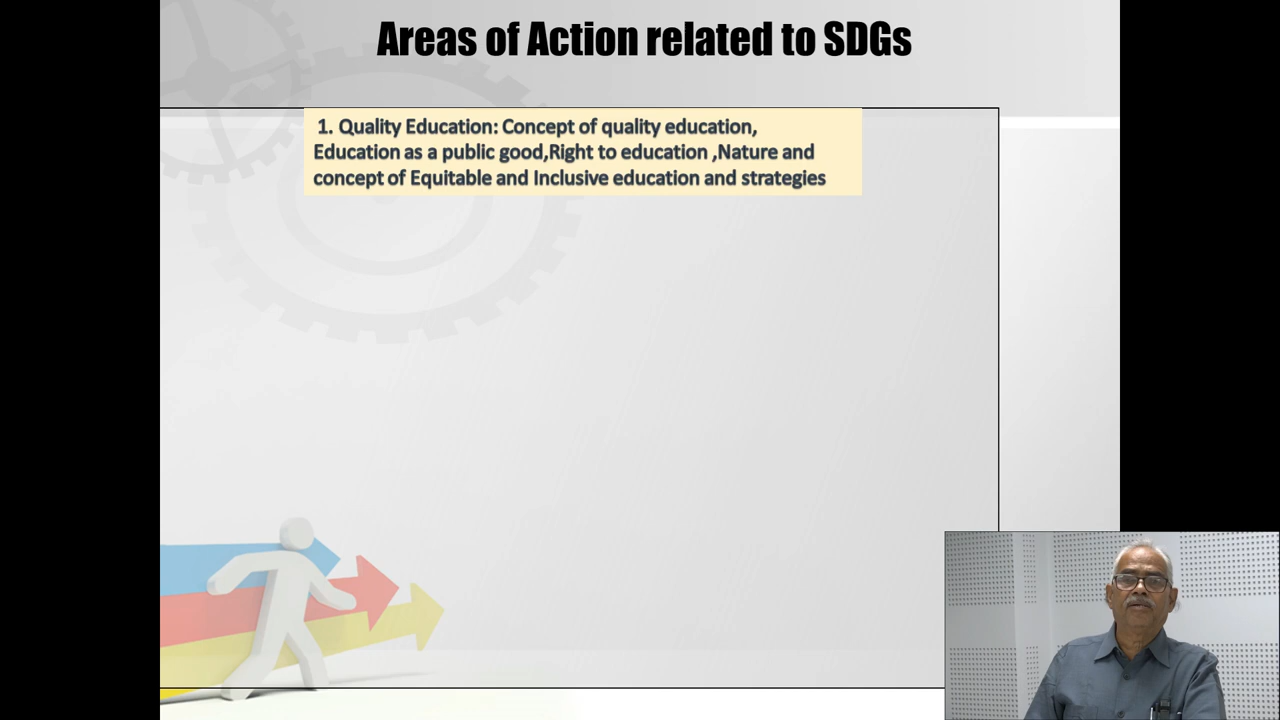 Areas of Action related to SDGs
1. Quality Education: Concept of quality education,
Education as a public good,Right to education ,Nature and
concept of Equitable and Inclusive education and strategies